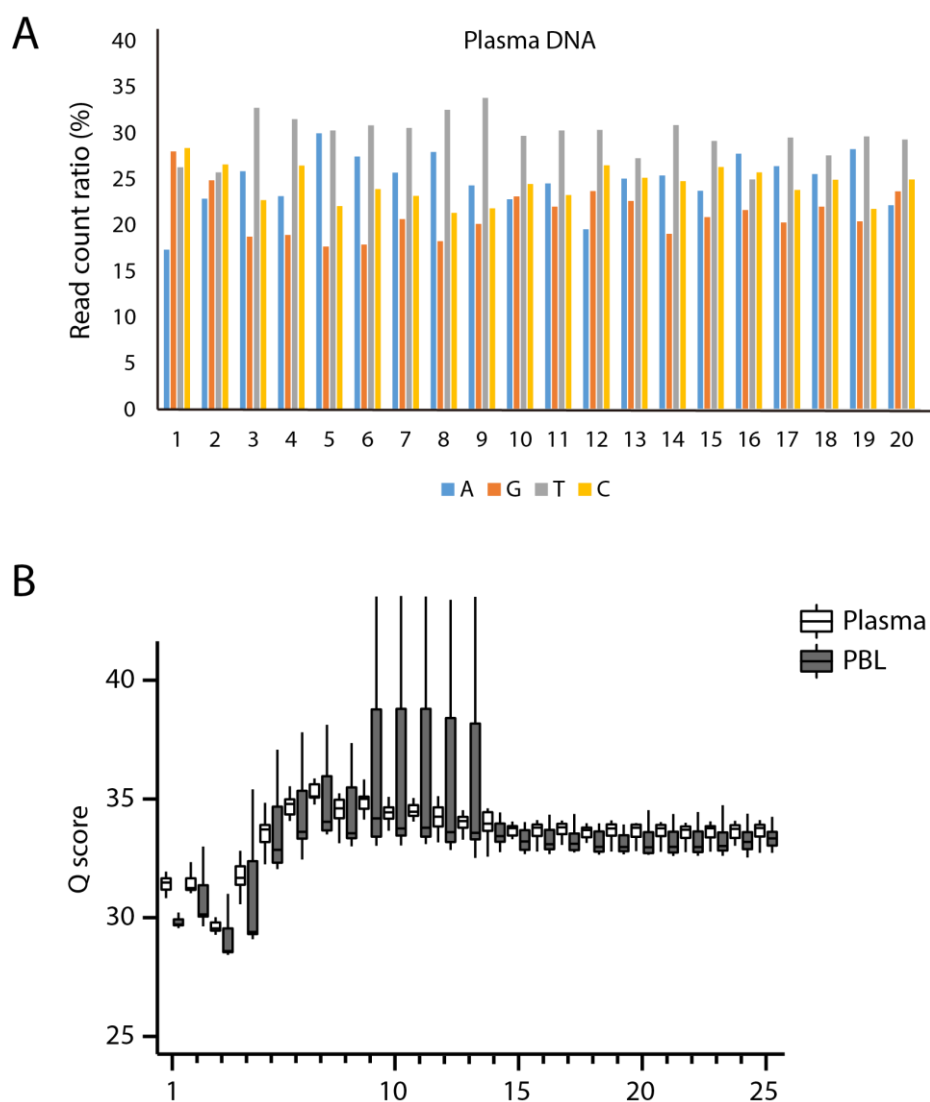 A
Plasma DNA
Read count ratio (%)
40
35
30
25
20
15
10
5
0
1 2 3 4 5 6 7 8 9 10 11 12 13 14 15 16 17 18 19 20
A G T C
B
Plasma
PBL
Q score
40
35
30
25
1 10 15 20 25